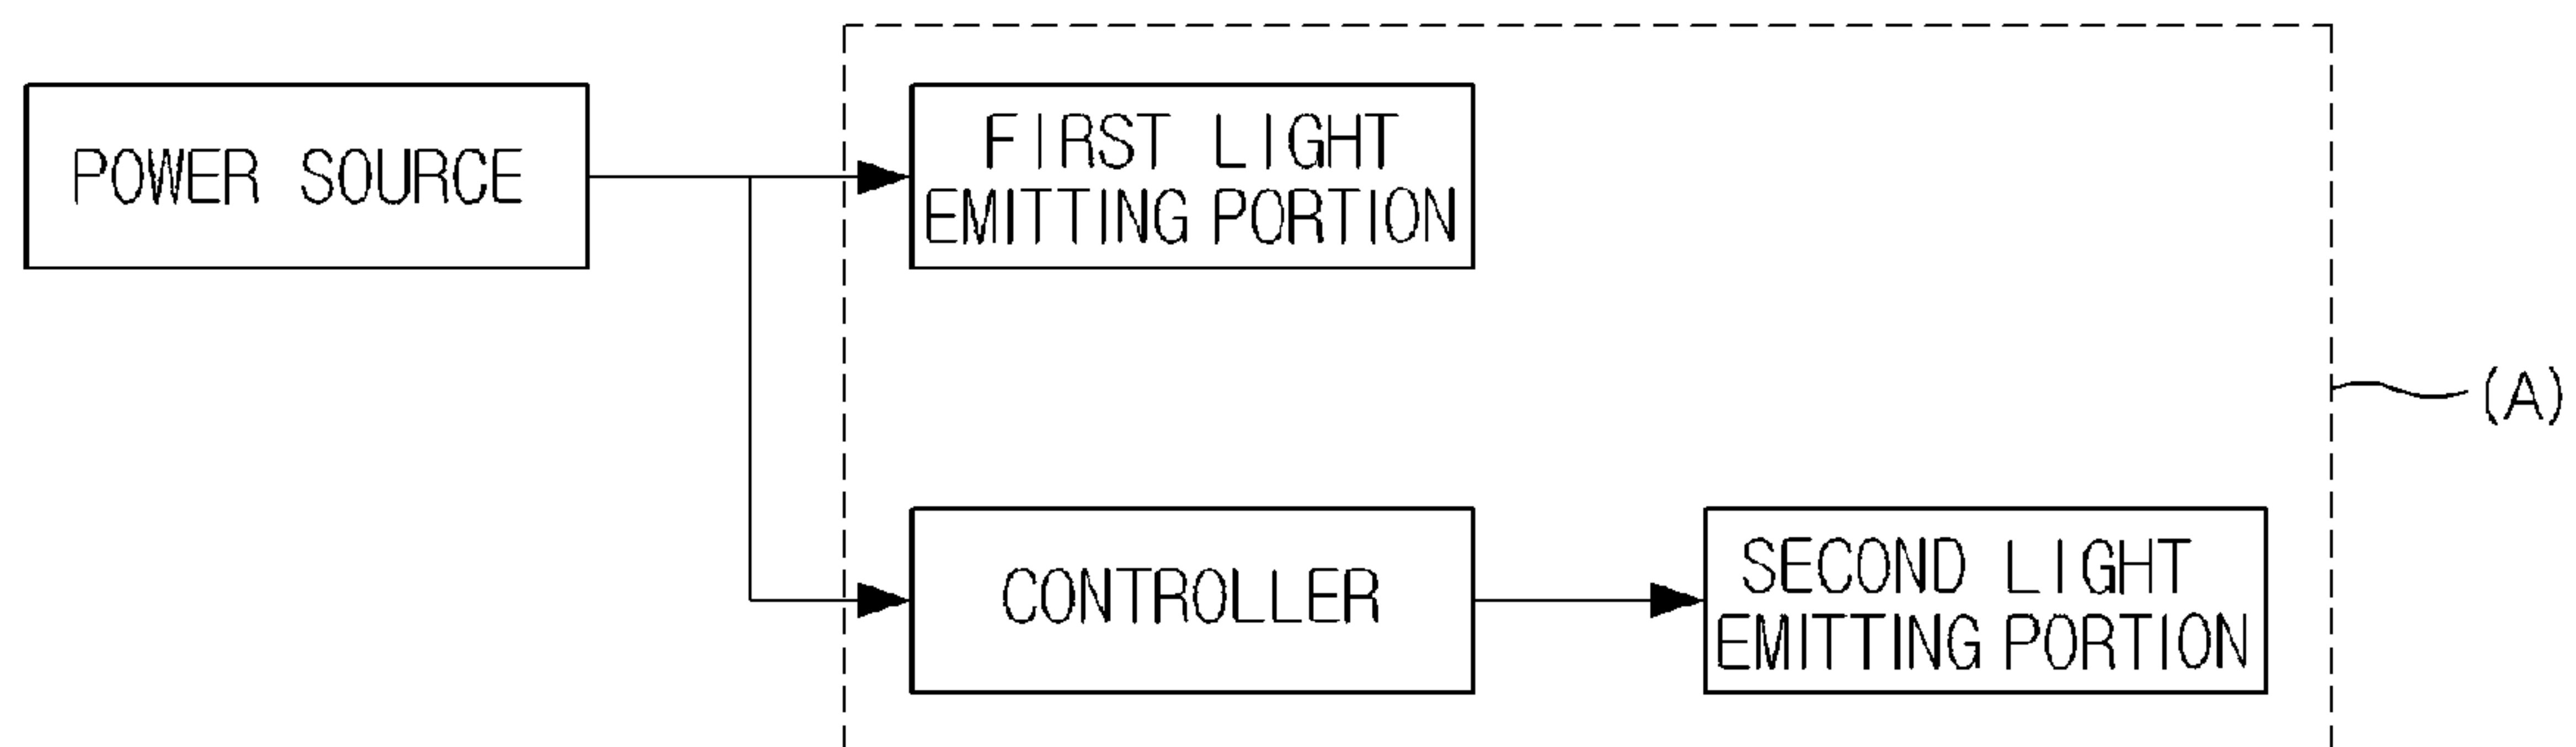 POWER SOURCE
FIRST LIGHT
EMITTING PORTION
(A)
CONTROLLER
SECOND LIGHT
EMITTING PORTION